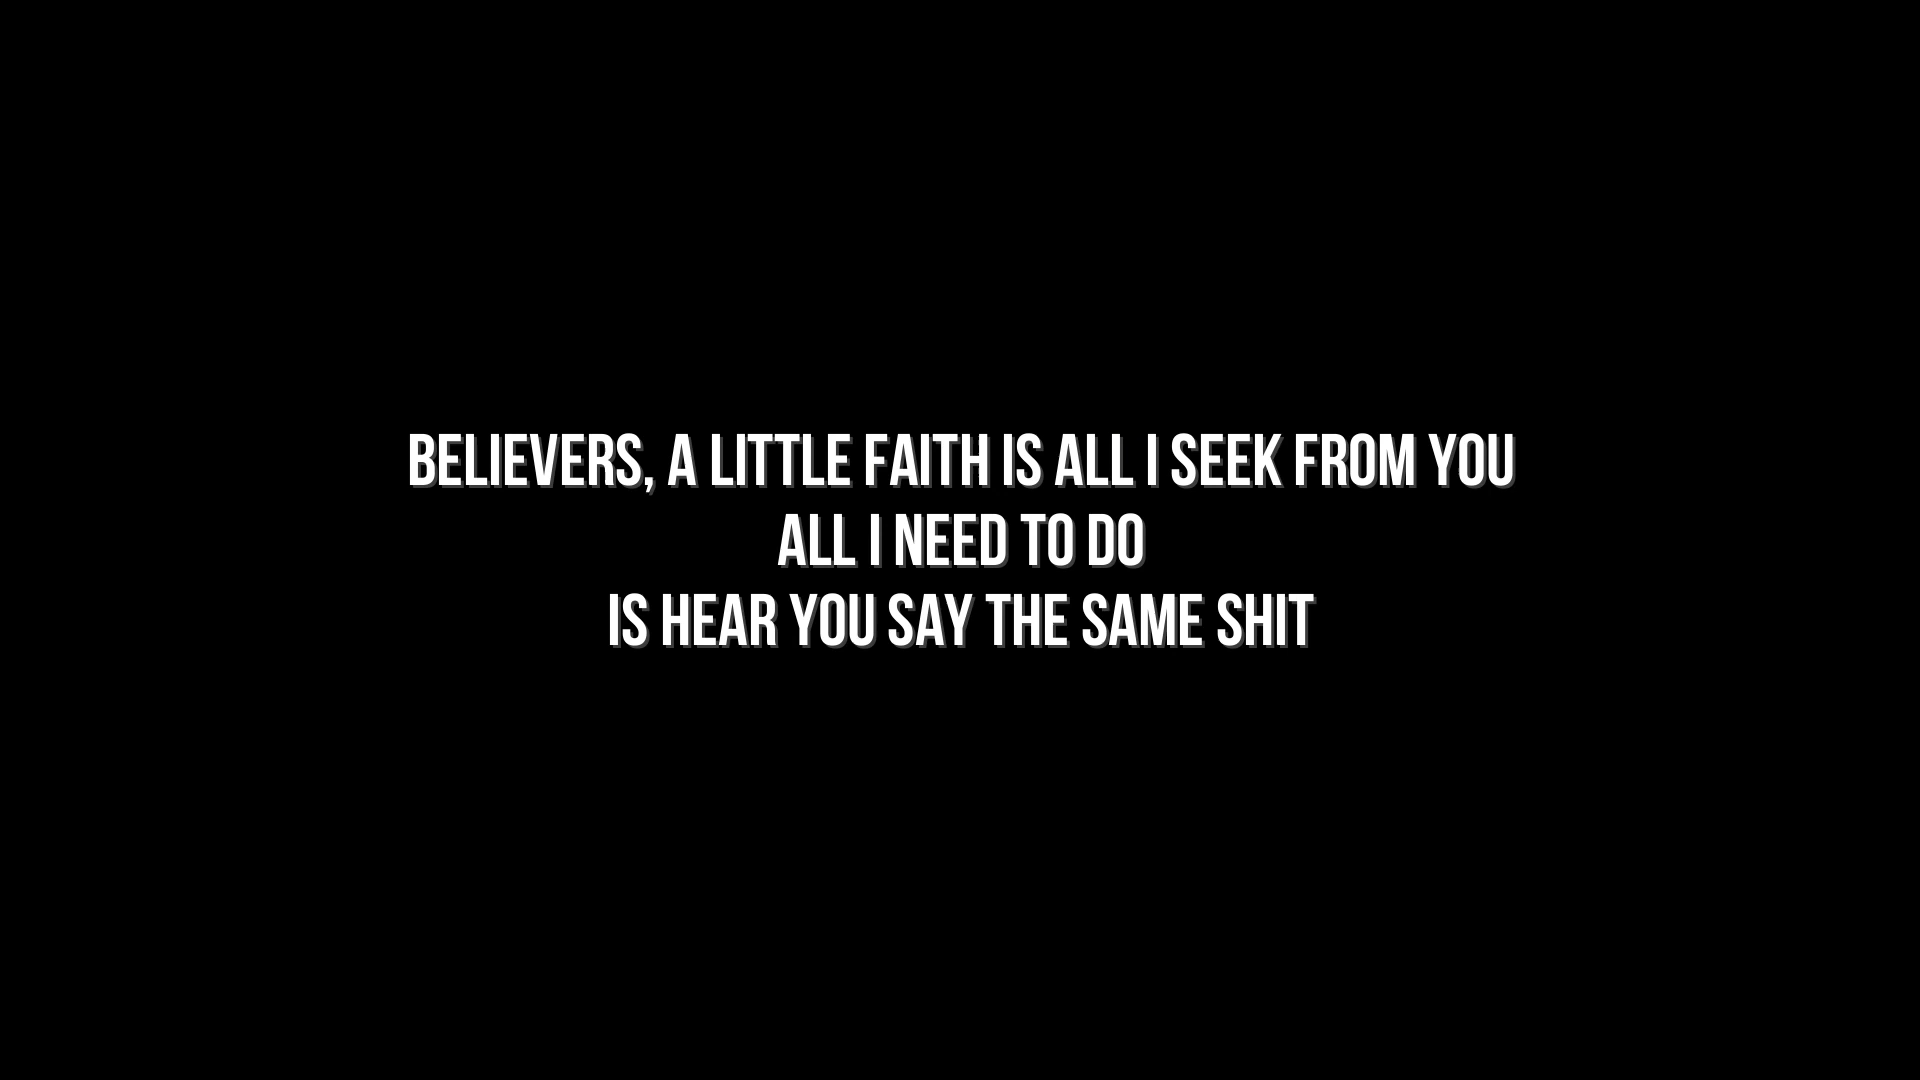 BELIEVERS, A LITTLE FAITH IS ALL I SEEK FROM YOU
ALL I NEED TO DO
IS HEAR YOU SAY THE SAME SHIT